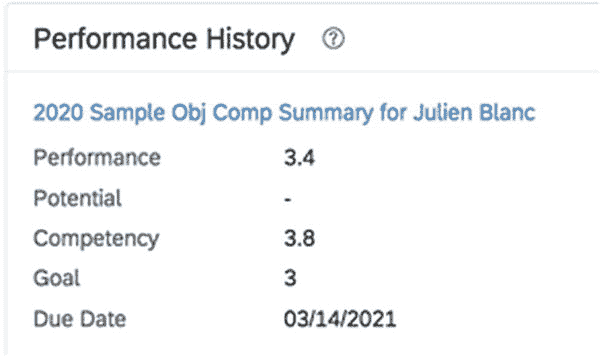 Performance History ?
2020 Sample Obj Comp Summary for Julien Blanc
Performance 3.4
Potential -
Competency 3.8
Goal 3
Due Date 03/14/2021